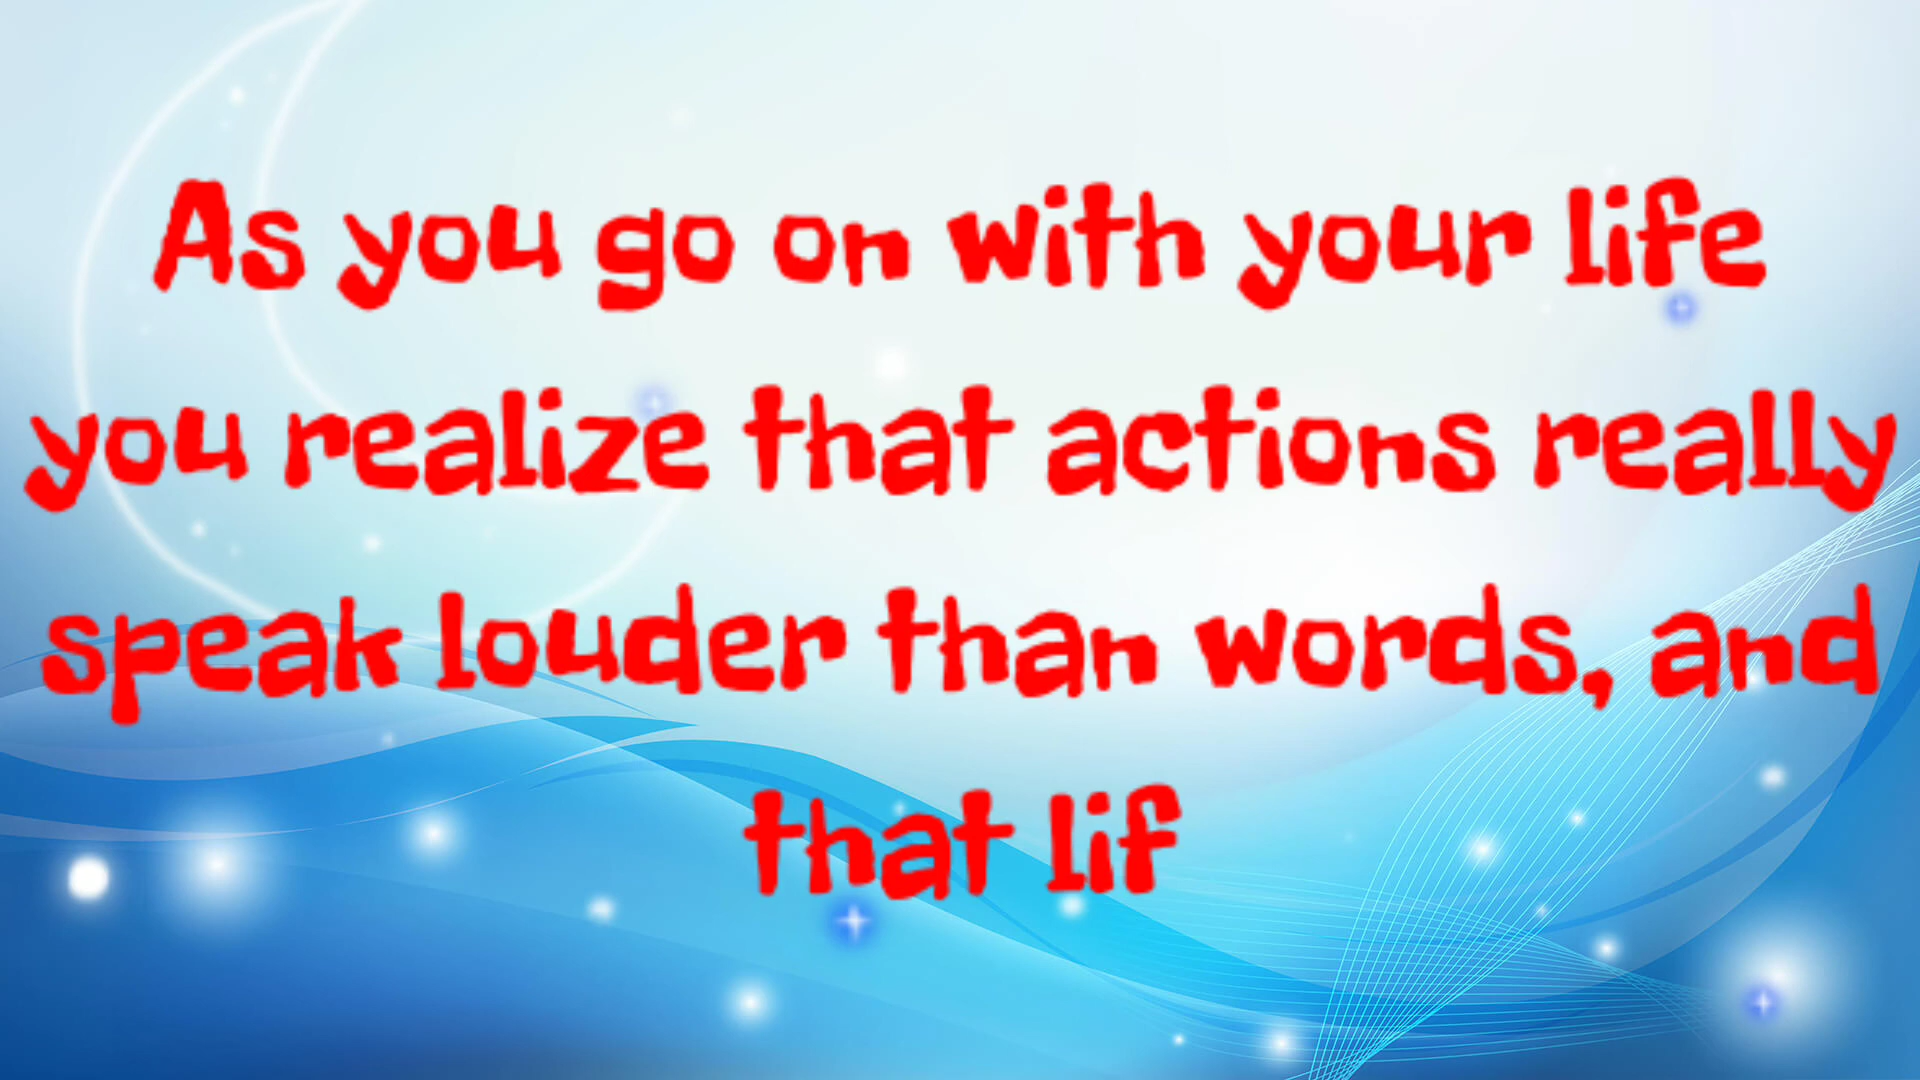 As you go on with your life
you realize that actions really
speak louder than words, and
that lif